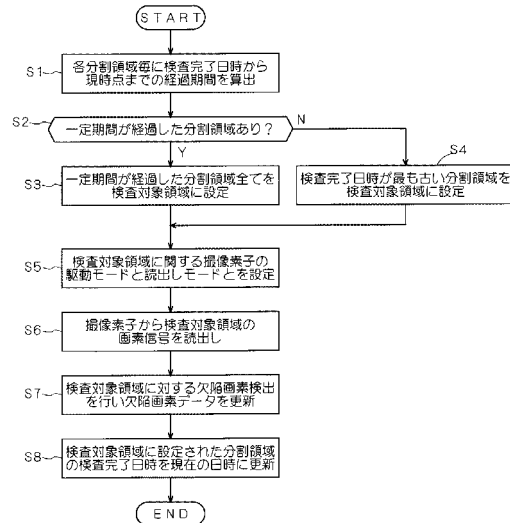 START
S1
各分割領域毎に検査完了日時から
現時点までの経過期間を算出
S2
一定期間が経過した分割領域あり？
N
Y
S3
一定期間が経過した分割領域全てを
検査対象領域に設定
S4
検査完了日時が最も古い分割領域を
検査対象領域に設定
S5
検査対象領域に関する撮像素子の
駆動モードと読出しモードとを設定
S6
撮像素子から検査対象領域の
画素信号を読出し
S7
検査対象領域に対する欠陥画素検出
を行い欠陥画素データを更新
S8
検査対象領域に設定された分割領域
の検査完了日時を現在の日時に更新
END